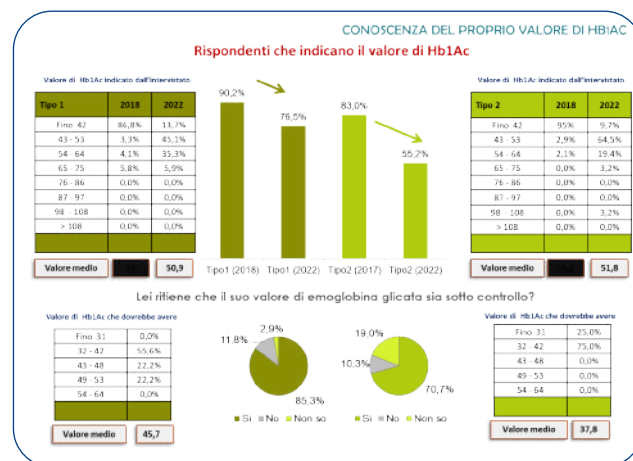 CONOSCENZA DEL PROPRIO VALORE DI HB1AC
Rispondenti che indicano il valore di Hb1Ac
Valore di Hb1Ac indicato dall'intervistato
Tipo 1 2018 2022
Fino 42 86,8% 13,7%
43 - 53 3,3% 45,1%
54 - 64 4,1% 35,3%
65 - 75 5,8% 5,9%
76 - 86 0,0% 0,0%
87 - 97 0,0% 0,0%
98 - 108 0,0% 0,0%
> 108 0,0% 0,0%
Valore medio 50,9
90,2%
76,5%
83,0%
55,2%
Tipo1 (2018) Tipo1 (2022) Tipo2 (2017) Tipo2 (2022)
Valore di Hb1Ac indicato dall'intervistato
Tipo 2 2018 2022
Fino 42 95% 9,7%
43 - 53 2,9% 64,5%
54 - 64 2,1% 19,4%
65 - 75 0,0% 3,2%
76 - 86 0,0% 0,0%
87 - 97 0,0% 0,0%
98 - 108 0,0% 3,2%
> 108 0,0% 0,0%
Valore medio 51,8
Lei ritiene che il suo valore di emoglobina glicata sia sotto controllo?
Valore di Hb1Ac che dovrebbe avere
Fino 31 0,0%
32 - 42 55,6%
43 - 48 22,2%
49 - 53 22,2%
54 - 64 0,0%
Valore medio 45,7
2,9%
11,8%
85,3%
Si No Non so
19,0%
10,3%
70,7%
Si No Non so
Valore di Hb1Ac che dovrebbe avere
Fino 31 25,0%
32 - 42 75,0%
43 - 48 0,0%
49 - 53 0,0%
54 - 64 0,0%
Valore medio 37,8